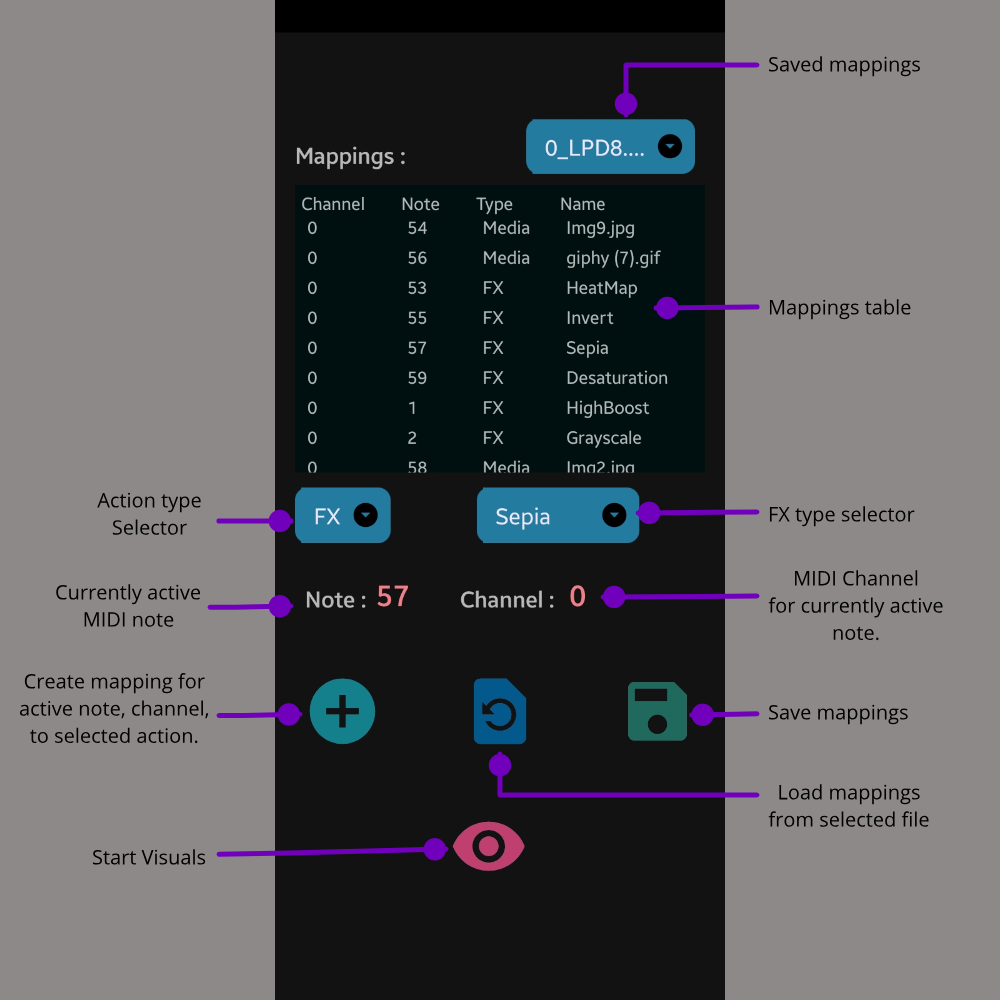 Saved mappings
0_LPD8....
Mappings :
Channel Note Type Name
0 54 Media Img9.jpg
0 56 Media giphy (7).gif
0 53 FX HeatMap
Mappings table
0 55 FX Invert
0 57 FX Sepia
0 59 FX Desaturation
0 1 FX HighBoost
0 2 FX Grayscale
0 58 Media Img2.jpg
Action type
Selector
FX
Sepia
FX type selector
Currently active
MIDI note
Note : 57
Channel : 0
MIDI Channel
for currently active
note.
Create mapping for
active note, channel,
to selected action.
Save mappings
Load mappings
from selected file
Start Visuals